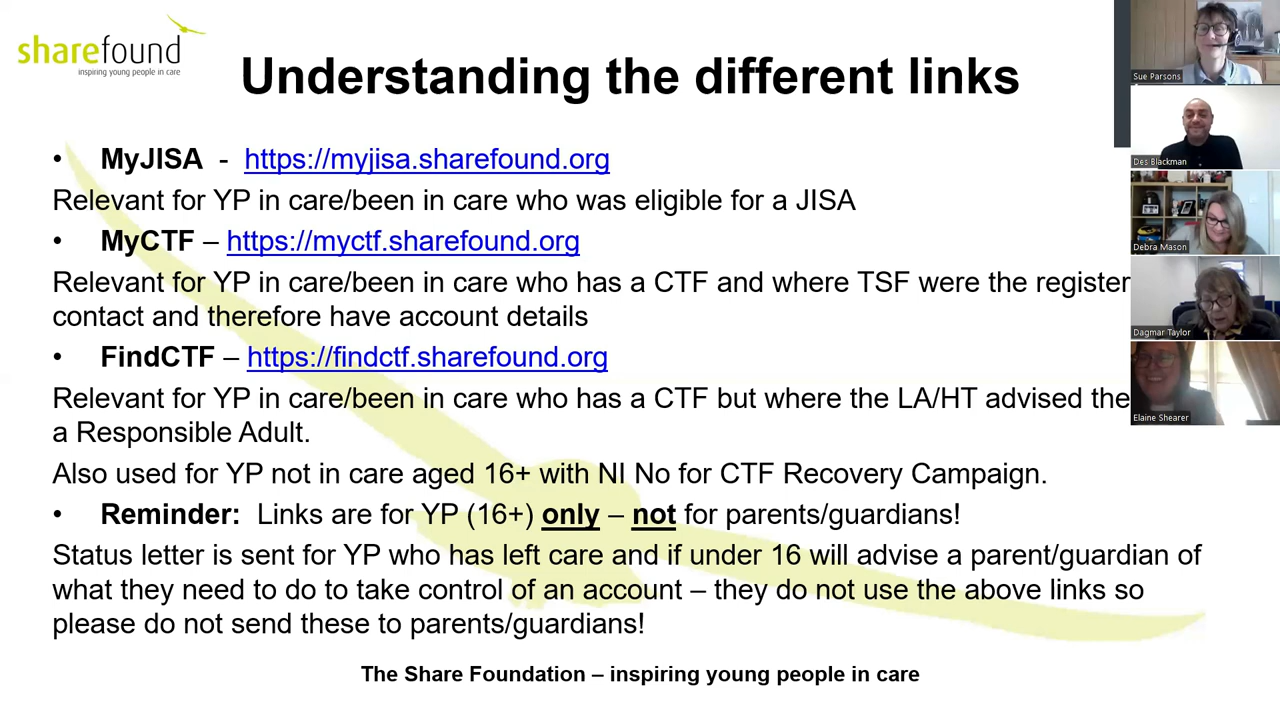 sharefound
inspiring young people in care
Understanding the different links
• MyJISA - https://myjisa.sharefound.org
Relevant for YP in care/been in care who was eligible for a JISA
• MyCTF – https://myctf.sharefound.org
Relevant for YP in care/been in care who has a CTF and where TSF were the register
contact and therefore have account details
• FindCTF – https://findctf.sharefound.org
Relevant for YP in care/been in care who has a CTF but where the LA/HT advised the
a Responsible Adult.
Also used for YP not in care aged 16+ with NI No for CTF Recovery Campaign.
• Reminder: Links are for YP (16+) only – not for parents/guardians!
Status letter is sent for YP who has left care and if under 16 will advise a parent/guardian of
what they need to do to take control of an account – they do not use the above links so
please do not send these to parents/guardians!
The Share Foundation – inspiring young people in care
Sue Parsons
Des Blackman
Debra Mason
Dagmar Taylor
Elaine Shearer